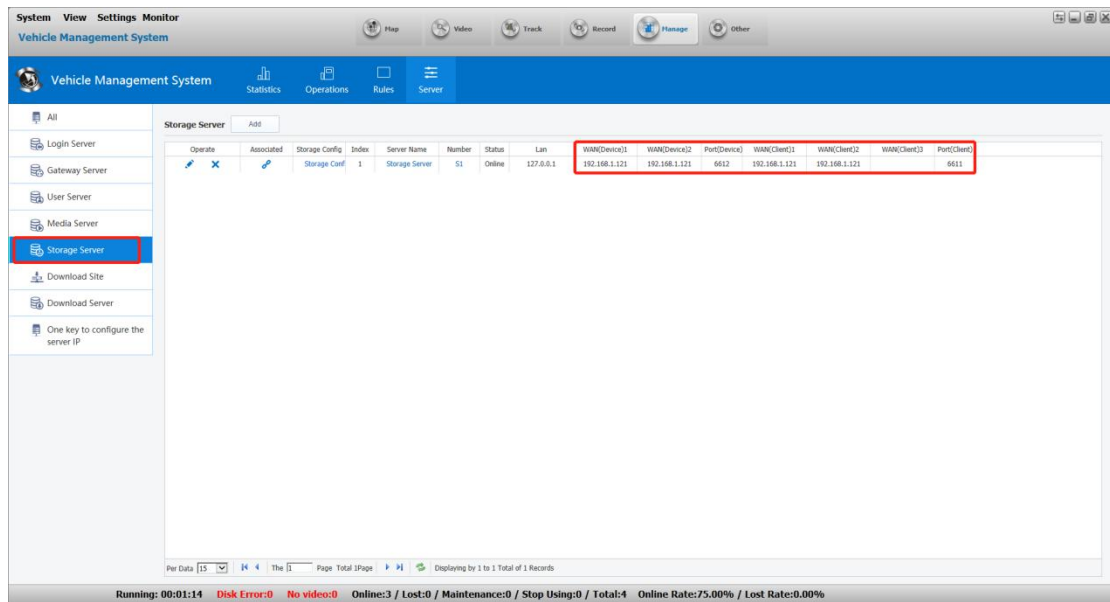 System View Settings Monitor
Vehicle Management System
Map Video Track Record Manage Other
Vehicle Management System
Statistics Operations Rules Server
All
Login Server
Gateway Server
User Server
Media Server
Storage Server
Download Site
Download Server
One key to configure the
server IP
Storage Server Add
Operate Associated Storage Config Index Server Name Number Status Lan WAN(Device)1 WAN(Device)2 Port(Device) WAN(Client)1 WAN(Client)2 WAN(Client)3 Port(Client)
Storage Conf 1 Storage Server S1 Online 127.0.0.1 192.168.1.121 192.168.1.121 6612 192.168.1.121 192.168.1.121 6611
Per Data 15 The 1 Page Total 1Page Displaying by 1 to 1 Total of 1 Records
Running: 00:01:14 Disk Error:0 No video:0 Online:3 / Lost:0 / Maintenance:0 / Stop Using:0 / Total:4 Online Rate:75.00% / Lost Rate:0.00%